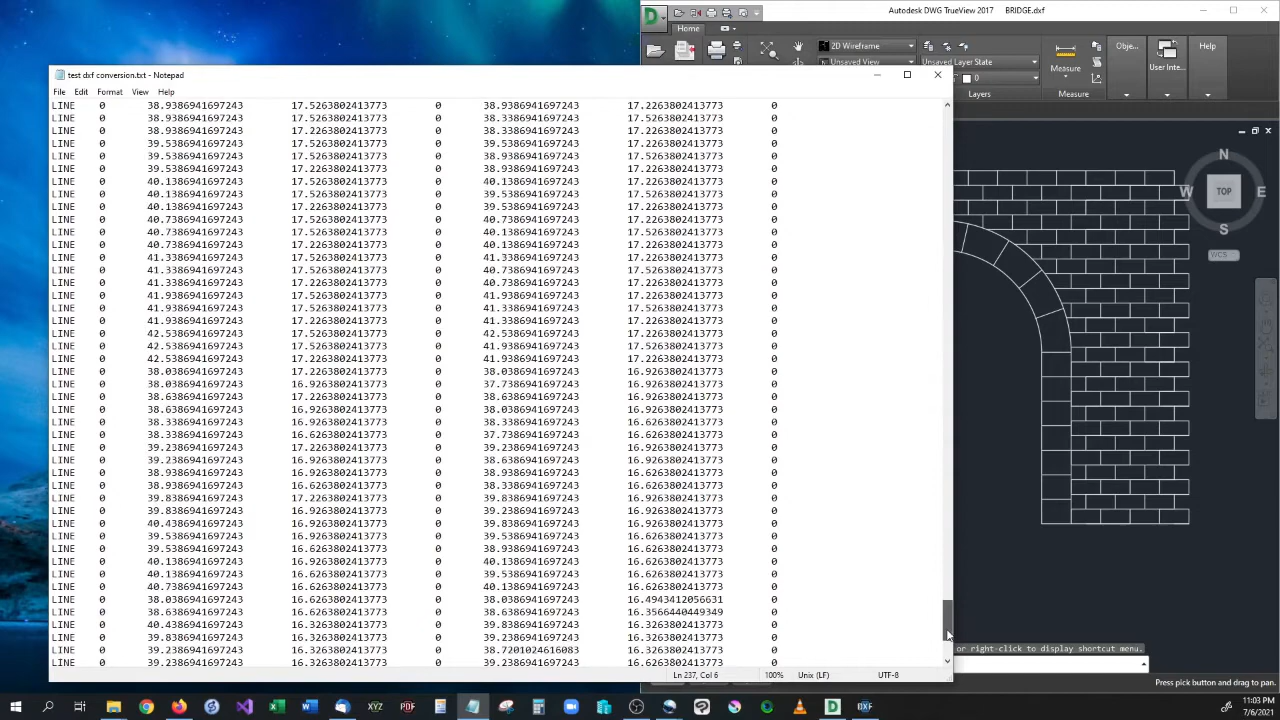 Autodesk DWG TrueView 2017 BRIDGE.dxf
Home
2D Wireframe
Unsaved View
Unsaved Layer State
0
Measure
Obje...
User Inte...
Help
Layers
Measure
test dxf conversion.txt - Notepad
File Edit Format View Help
LINE 0 38.9386941697243 17.5263802413773 0 38.9386941697243 17.2263802413773 0
LINE 0 38.9386941697243 17.5263802413773 0 38.3386941697243 17.5263802413773 0
LINE 0 38.9386941697243 17.2263802413773 0 38.3386941697243 17.2263802413773 0
LINE 0 39.5386941697243 17.5263802413773 0 39.5386941697243 17.2263802413773 0
LINE 0 39.5386941697243 17.5263802413773 0 38.9386941697243 17.5263802413773 0
LINE 0 39.5386941697243 17.2263802413773 0 38.9386941697243 17.2263802413773 0
LINE 0 40.1386941697243 17.5263802413773 0 40.1386941697243 17.2263802413773 0
LINE 0 40.1386941697243 17.5263802413773 0 39.5386941697243 17.5263802413773 0
LINE 0 40.1386941697243 17.2263802413773 0 39.5386941697243 17.2263802413773 0
LINE 0 40.7386941697243 17.5263802413773 0 40.7386941697243 17.2263802413773 0
LINE 0 40.7386941697243 17.5263802413773 0 40.1386941697243 17.5263802413773 0
LINE 0 40.7386941697243 17.2263802413773 0 40.1386941697243 17.2263802413773 0
LINE 0 41.3386941697243 17.5263802413773 0 41.3386941697243 17.2263802413773 0
LINE 0 41.3386941697243 17.5263802413773 0 40.7386941697243 17.5263802413773 0
LINE 0 41.3386941697243 17.2263802413773 0 40.7386941697243 17.2263802413773 0
LINE 0 41.9386941697243 17.5263802413773 0 41.9386941697243 17.2263802413773 0
LINE 0 41.9386941697243 17.5263802413773 0 41.3386941697243 17.5263802413773 0
LINE 0 41.9386941697243 17.2263802413773 0 41.3386941697243 17.2263802413773 0
LINE 0 42.5386941697243 17.5263802413773 0 42.5386941697243 17.2263802413773 0
LINE 0 42.5386941697243 17.5263802413773 0 41.9386941697243 17.5263802413773 0
LINE 0 42.5386941697243 17.2263802413773 0 41.9386941697243 17.2263802413773 0
LINE 0 38.0386941697243 17.2263802413773 0 38.0386941697243 16.9263802413773 0
LINE 0 38.0386941697243 16.9263802413773 0 37.7386941697243 16.9263802413773 0
LINE 0 38.6386941697243 17.2263802413773 0 38.6386941697243 16.9263802413773 0
LINE 0 38.6386941697243 16.9263802413773 0 38.0386941697243 16.9263802413773 0
LINE 0 38.3386941697243 16.9263802413773 0 38.3386941697243 16.6263802413773 0
LINE 0 38.3386941697243 16.6263802413773 0 37.7386941697243 16.6263802413773 0
LINE 0 39.2386941697243 17.2263802413773 0 39.2386941697243 16.9263802413773 0
LINE 0 39.2386941697243 16.9263802413773 0 38.6386941697243 16.9263802413773 0
LINE 0 38.9386941697243 16.9263802413773 0 38.9386941697243 16.6263802413773 0
LINE 0 38.9386941697243 16.6263802413773 0 38.3386941697243 16.6263802413773 0
LINE 0 39.8386941697243 17.2263802413773 0 39.8386941697243 16.9263802413773 0
LINE 0 39.8386941697243 16.9263802413773 0 39.2386941697243 16.9263802413773 0
LINE 0 40.4386941697243 16.9263802413773 0 39.8386941697243 16.9263802413773 0
LINE 0 39.5386941697243 16.9263802413773 0 39.5386941697243 16.6263802413773 0
LINE 0 39.5386941697243 16.6263802413773 0 38.9386941697243 16.6263802413773 0
LINE 0 40.1386941697243 16.9263802413773 0 40.1386941697243 16.6263802413773 0
LINE 0 40.1386941697243 16.6263802413773 0 39.5386941697243 16.6263802413773 0
LINE 0 40.7386941697243 16.6263802413773 0 40.1386941697243 16.6263802413773 0
LINE 0 38.0386941697243 16.6263802413773 0 38.0386941697243 16.4943412056631 0
LINE 0 38.6386941697243 16.6263802413773 0 38.6386941697243 16.3566440449349 0
LINE 0 40.4386941697243 16.3263802413773 0 39.8386941697243 16.3263802413773 0
LINE 0 39.8386941697243 16.3263802413773 0 39.2386941697243 16.3263802413773 0
LINE 0 39.2386941697243 16.3263802413773 0 38.7201024616083 16.3263802413773 0
LINE 0 39.2386941697243 16.3263802413773 0 39.2386941697243 16.6263802413773 0
Ln 237, Col 6 100% Unix (LF) UTF-8
N
W TOP E
S
WCS
or right-click to display shortcut menu.
Press pick button and drag to pan.
11:03 PM
7/6/2021